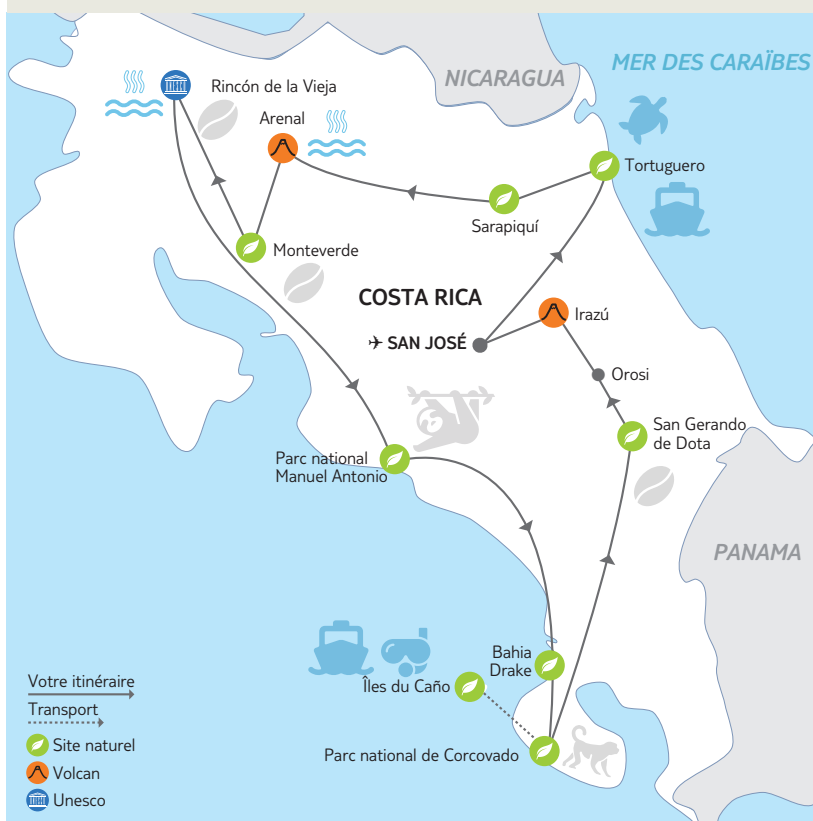 NICARAGUA
MER DES CARAÏBES
Rincón de la Vieja
Arenal
Tortuguero
Sarapiquí
Monteverde
COSTA RICA
SAN JOSÉ
Irazú
Orosi
San Gerando
de Dota
Parc national
Manuel Antonio
PANAMA
Bahia
Drake
Îles du Caño
Parc national de Corcovado
Votre itinéraire
Transport
Site naturel
Volcan
Unesco